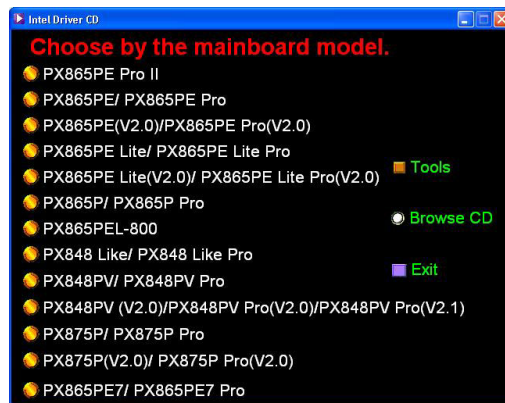 Intel Driver CD
Choose by the mainboard model.
PX865PE Pro II
PX865PE/ PX865PE Pro
PX865PE(V2.0)/PX865PE Pro(V2.0)
PX865PE Lite/ PX865PE Lite Pro
PX865PE Lite(V2.0)/ PX865PE Lite Pro(V2.0)
PX865P/ PX865P Pro
PX865PEL-800
PX848 Like/ PX848 Like Pro
PX848PV/ PX848PV Pro
PX848PV (V2.0)/PX848PV Pro(V2.0)/PX848PV Pro(V2.1)
PX875P/ PX875P Pro
PX875P(V2.0)/ PX875P Pro(V2.0)
PX865PE7/ PX865PE7 Pro
Tools
Browse CD
Exit